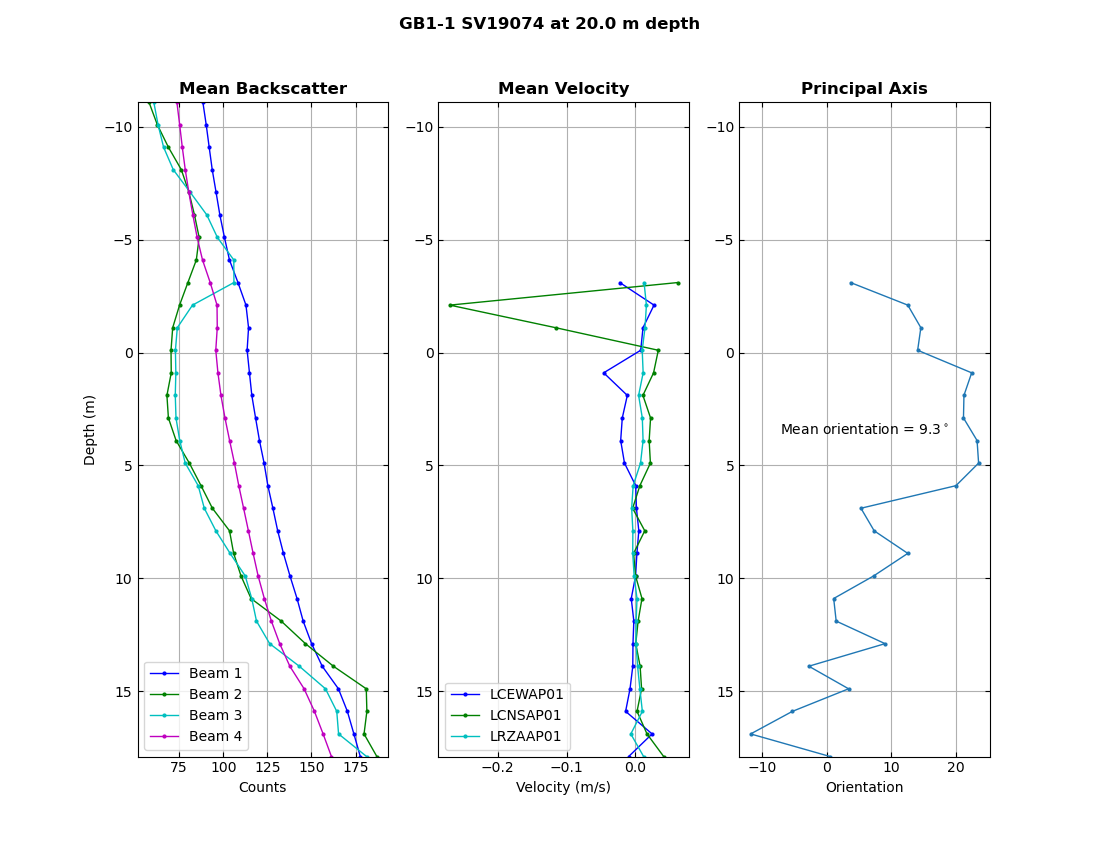 GB1-1 SV19074 at 20.0 m depth
Mean Backscatter
−10
−5
0
5
10
15
Depth (m)
Beam 1
Beam 2
Beam 3
Beam 4
75 100 125 150 175
Counts
Mean Velocity
−10
−5
0
5
10
15
LCEWAP01
LCNSAP01
LRZAAP01
−0.2 −0.1 0.0
Velocity (m/s)
Principal Axis
−10
−5
0
5
10
15
Mean orientation = 9.3°
−10 0 10 20
Orientation